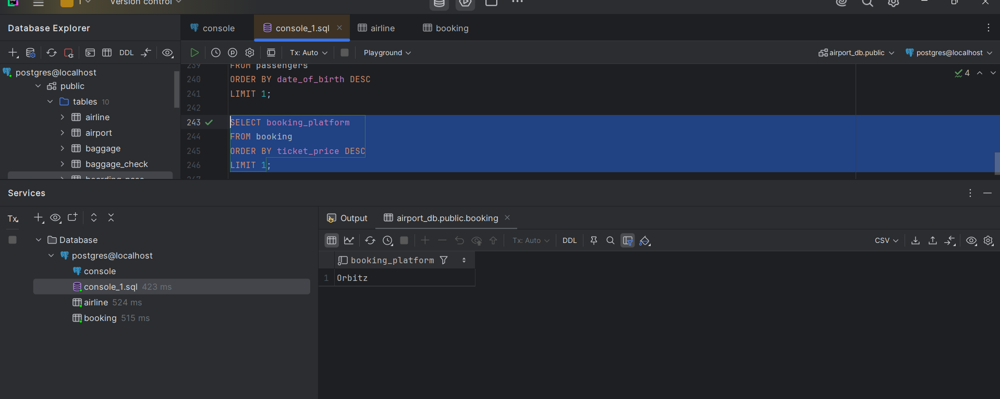 1
Version control
Database Explorer
console
console_1.sql
airline
booking
DDL
Tx: Auto
Playground
airport_db.public
postgres@localhost
postgres@localhost
public
tables 10
airline
airport
baggage
baggage_check
boarding_pass
239 FROM passengers
240 ORDER BY date_of_birth DESC
241 LIMIT 1;
242
243 SELECT booking_platform
244 FROM booking
245 ORDER BY ticket_price DESC
246 LIMIT 1;
247
4
Services
Tx
Database
postgres@localhost
console
console_1.sql 423 ms
airline 524 ms
booking 515 ms
Output
airport_db.public.booking
Tx: Auto
DDL
CSV
booking_platform
1 Orbitz